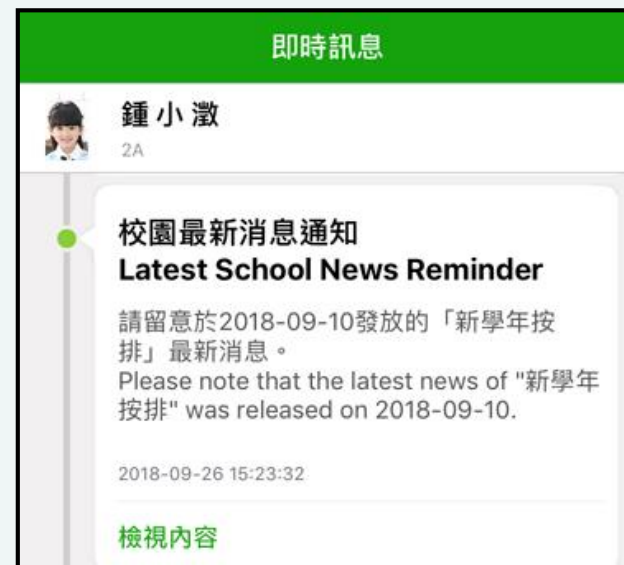 即時訊息
鍾小澂
2A
校園最新消息通知
Latest School News Reminder
請留意於2018-09-10發放的「新學年按
排」最新消息。
Please note that the latest news of "新學年
按排" was released on 2018-09-10.
2018-09-26 15:23:32
檢視內容